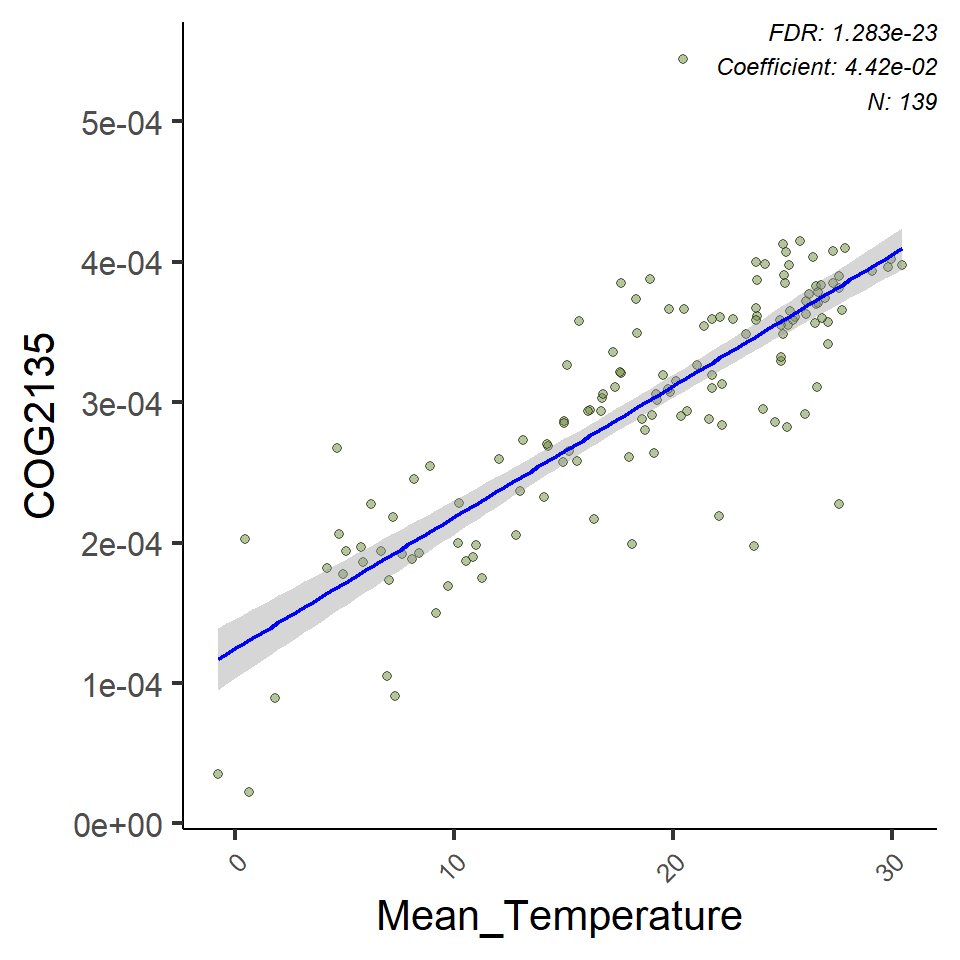 FDR: 1.283e-23
Coefficient: 4.42e-02
N: 139
5e-04
4e-04
3e-04
2e-04
1e-04
0e+00
COG2135
0
10
20
30
Mean_Temperature